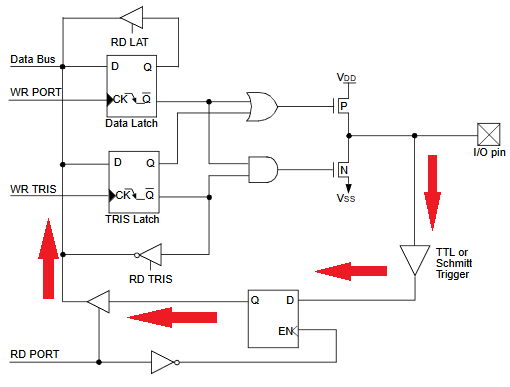 RD LAT
Data Bus
D Q
WR PORT
CK Q̅
Data Latch
VDD
P
I/O pin
D Q
WR TRIS
CK Q̅
TRIS Latch
N
VSS
RD TRIS
TTL or
Schmitt
Trigger
Q D
EN
RD PORT